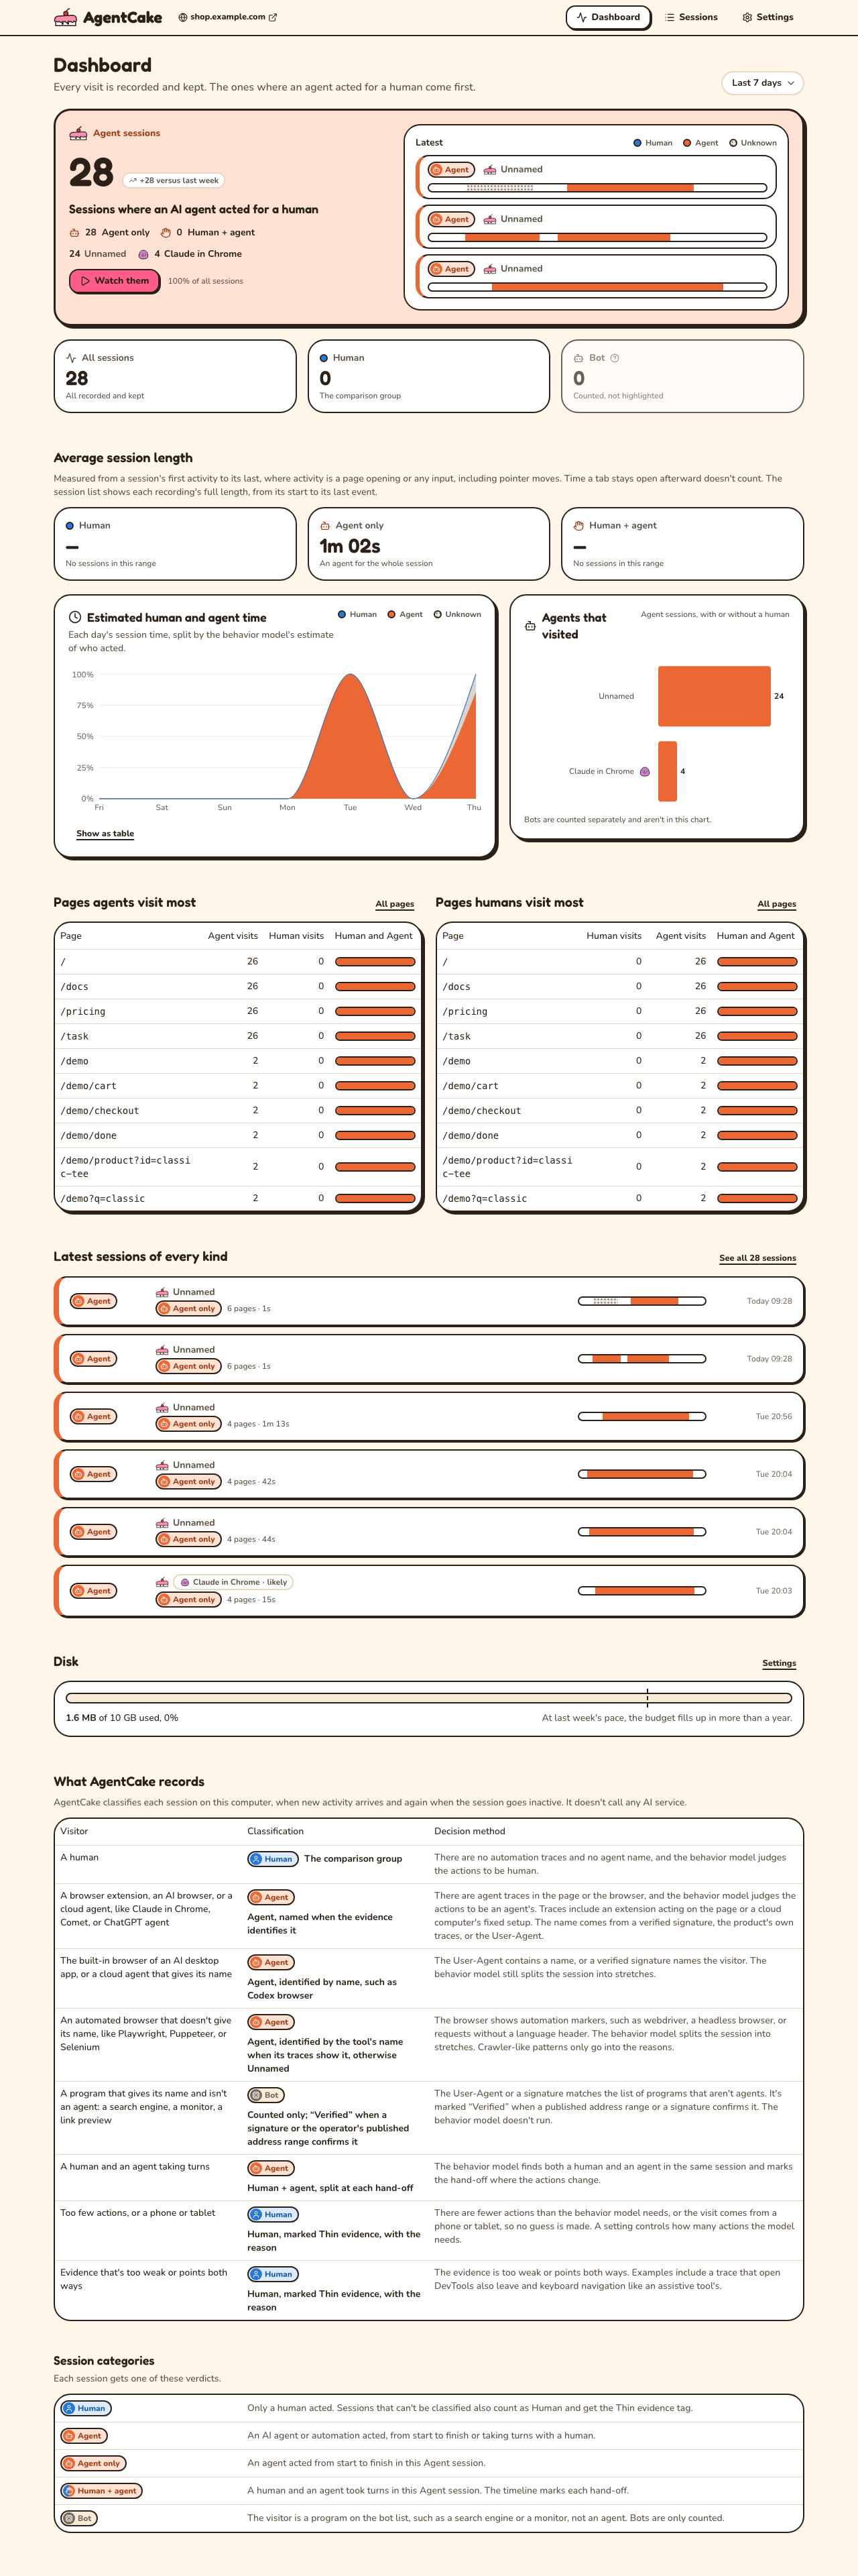 AgentCake
shop.example.com
Dashboard
Sessions
Settings
Dashboard
Every visit is recorded and kept. The ones where an agent acted for a human come first.
Last 7 days
Agent sessions
28
+28 versus last week
Sessions where an AI agent acted for a human
28 Agent only 0 Human + agent
24 Unnamed 4 Claude in Chrome
Watch them
100% of all sessions
Latest
Human Agent Unknown
Agent Unnamed
Agent Unnamed
Agent Unnamed
All sessions
28
All recorded and kept
Human
0
The comparison group
Bot
0
Counted, not highlighted
Average session length
Measured from a session's first activity to its last, where activity is a page opening or any input, including pointer moves. Time a tab stays open afterward doesn't count. The
session list shows each recording's full length, from its start to its last event.
Human
–
No sessions in this range
Agent only
1m 02s
An agent for the whole session
Human + agent
–
No sessions in this range
Estimated human and agent time
Human Agent Unknown
Each day's session time, split by the behavior model's estimate
of who acted.
100%
75%
50%
25%
0%
Fri Sat Sun Mon Tue Wed Thu
Show as table
Agents that
visited
Agent sessions, with or without a human
Unnamed 24
Claude in Chrome 4
Bots are counted separately and aren't in this chart.
Pages agents visit most
All pages
Page Agent visits Human visits Human and Agent
/ 26 0
/docs 26 0
/pricing 26 0
/task 26 0
/demo 2 0
/demo/cart 2 0
/demo/checkout 2 0
/demo/done 2 0
/demo/product?id=classi
c-tee 2 0
/demo?q=classic 2 0
Pages humans visit most
All pages
Page Human visits Agent visits Human and Agent
/ 0 26
/docs 0 26
/pricing 0 26
/task 0 26
/demo 0 2
/demo/cart 0 2
/demo/checkout 0 2
/demo/done 0 2
/demo/product?id=classi
c-tee 0 2
/demo?q=classic 0 2
Latest sessions of every kind
See all 28 sessions
Agent
Unnamed
Agent only 6 pages · 1s
Today 09:28
Agent
Unnamed
Agent only 6 pages · 1s
Today 09:28
Agent
Unnamed
Agent only 4 pages · 1m 13s
Tue 20:56
Agent
Unnamed
Agent only 4 pages · 42s
Tue 20:04
Agent
Unnamed
Agent only 4 pages · 44s
Tue 20:04
Agent
Claude in Chrome · likely
Agent only 4 pages · 15s
Tue 20:03
Disk
Settings
1.6 MB of 10 GB used, 0%
At last week's pace, the budget fills up in more than a year.
What AgentCake records
AgentCake classifies each session on this computer, when new activity arrives and again when the session goes inactive. It doesn't call any AI service.
Visitor Classification Decision method
A human
Human The comparison group
There are no automation traces and no agent name, and the behavior model judges
the actions to be human.
A browser extension, an AI browser, or a
cloud agent, like Claude in Chrome,
Comet, or ChatGPT agent
Agent
Agent, named when the evidence
identifies it
There are agent traces in the page or the browser, and the behavior model judges the
actions to be an agent's. Traces include an extension acting on the page or a cloud
computer's fixed setup. The name comes from a verified signature, the product's own
traces, or the User-Agent.
The built-in browser of an AI desktop
app, or a cloud agent that gives its name
Agent
Agent, identified by name, such as
Codex browser
The User-Agent contains a name, or a verified signature names the visitor. The
behavior model still splits the session into stretches.
An automated browser that doesn't give
its name, like Playwright, Puppeteer, or
Selenium
Agent
Agent, identified by the tool's name
when its traces show it, otherwise
Unnamed
The browser shows automation markers, such as webdriver, a headless browser, or
requests without a language header. The behavior model splits the session into
stretches. Crawler-like patterns only go into the reasons.
A program that gives its name and isn't
an agent: a search engine, a monitor, a
link preview
Bot
Counted only; “Verified” when a
signature or the operator's published
address range confirms it
The User-Agent or a signature matches the list of programs that aren't agents. It's
marked “Verified” when a published address range or a signature confirms it. The
behavior model doesn't run.
A human and an agent taking turns
Agent
Human + agent, split at each hand-off
The behavior model finds both a human and an agent in the same session and marks
the hand-off where the actions change.
Too few actions, or a phone or tablet
Human
Human, marked Thin evidence, with the
reason
There are fewer actions than the behavior model needs, or the visit comes from a
phone or tablet, so no guess is made. A setting controls how many actions the model
needs.
Evidence that's too weak or points both
ways
Human
Human, marked Thin evidence, with the
reason
The evidence is too weak or points both ways. Examples include a trace that open
DevTools also leave and keyboard navigation like an assistive tool's.
Session categories
Each session gets one of these verdicts.
Human Only a human acted. Sessions that can't be classified also count as Human and get the Thin evidence tag.
Agent An AI agent or automation acted, from start to finish or taking turns with a human.
Agent only An agent acted from start to finish in this Agent session.
Human + agent A human and an agent took turns in this Agent session. The timeline marks each hand-off.
Bot The visitor is a program on the bot list, such as a search engine or a monitor, not an agent. Bots are only counted.